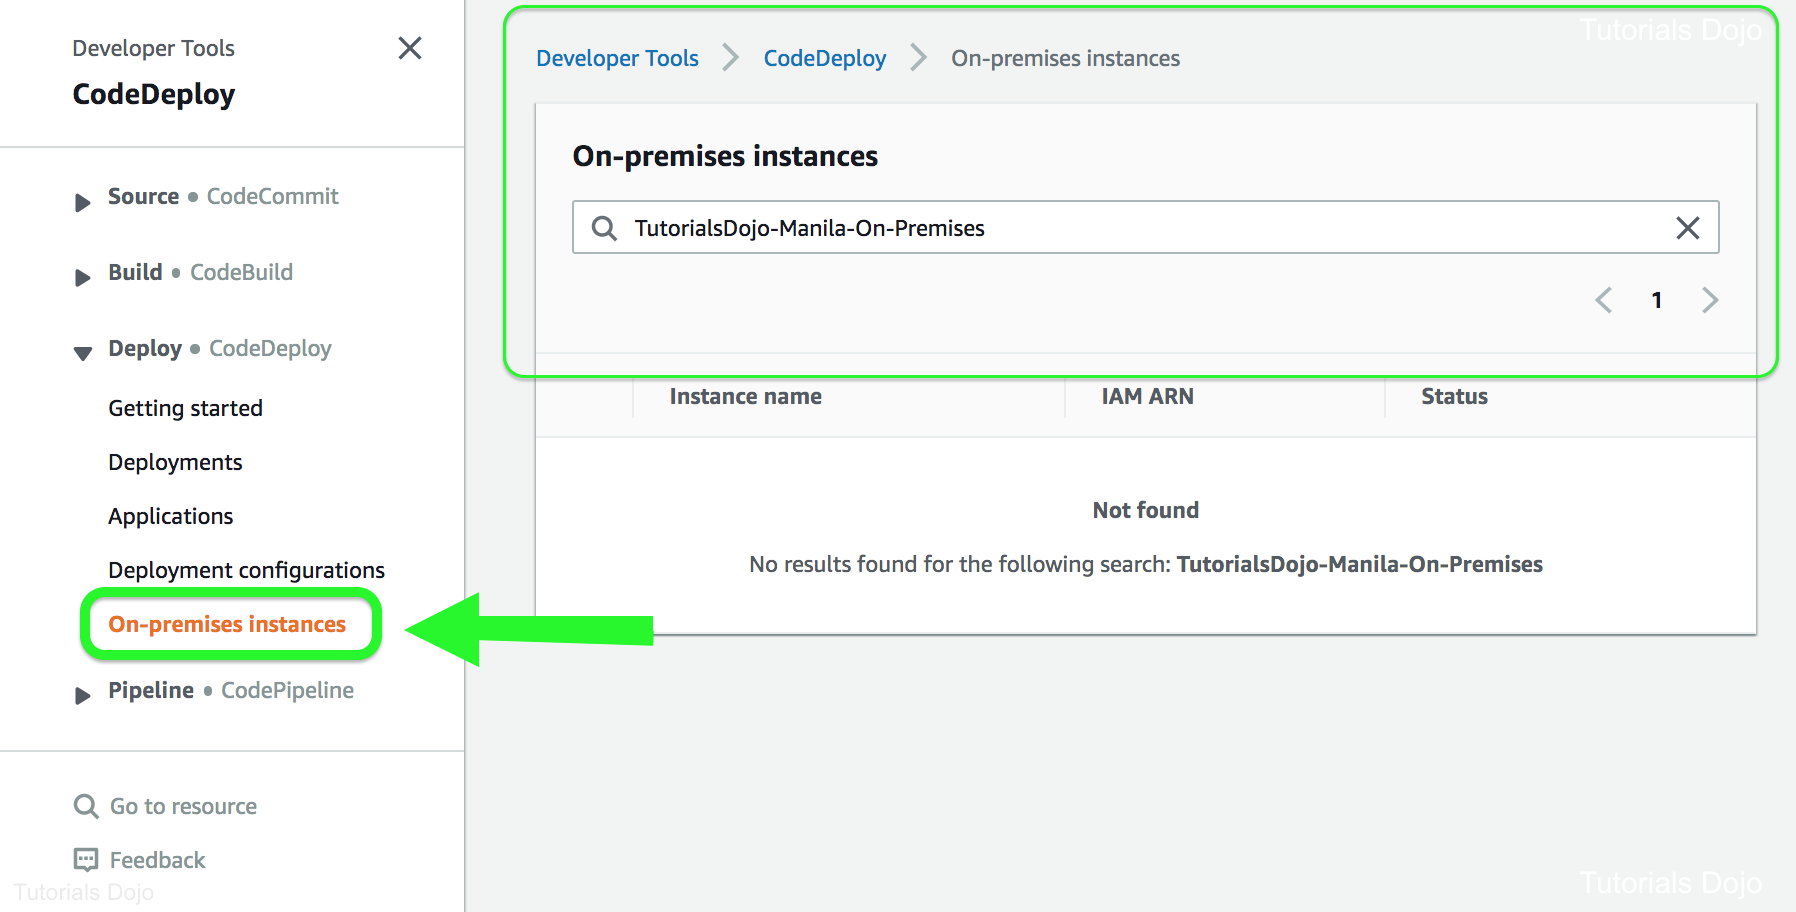 Developer Tools
CodeDeploy
Source • CodeCommit
Build • CodeBuild
Deploy • CodeDeploy
Getting started
Deployments
Applications
Deployment configurations
On-premises instances
Pipeline • CodePipeline
Go to resource
Feedback
Tutorials Dojo
Tutorials Dojo
Developer Tools > CodeDeploy > On-premises instances
On-premises instances
TutorialsDojo-Manila-On-Premises
1
Instance name IAM ARN Status
Not found
No results found for the following search: TutorialsDojo-Manila-On-Premises
Tutorials Dojo